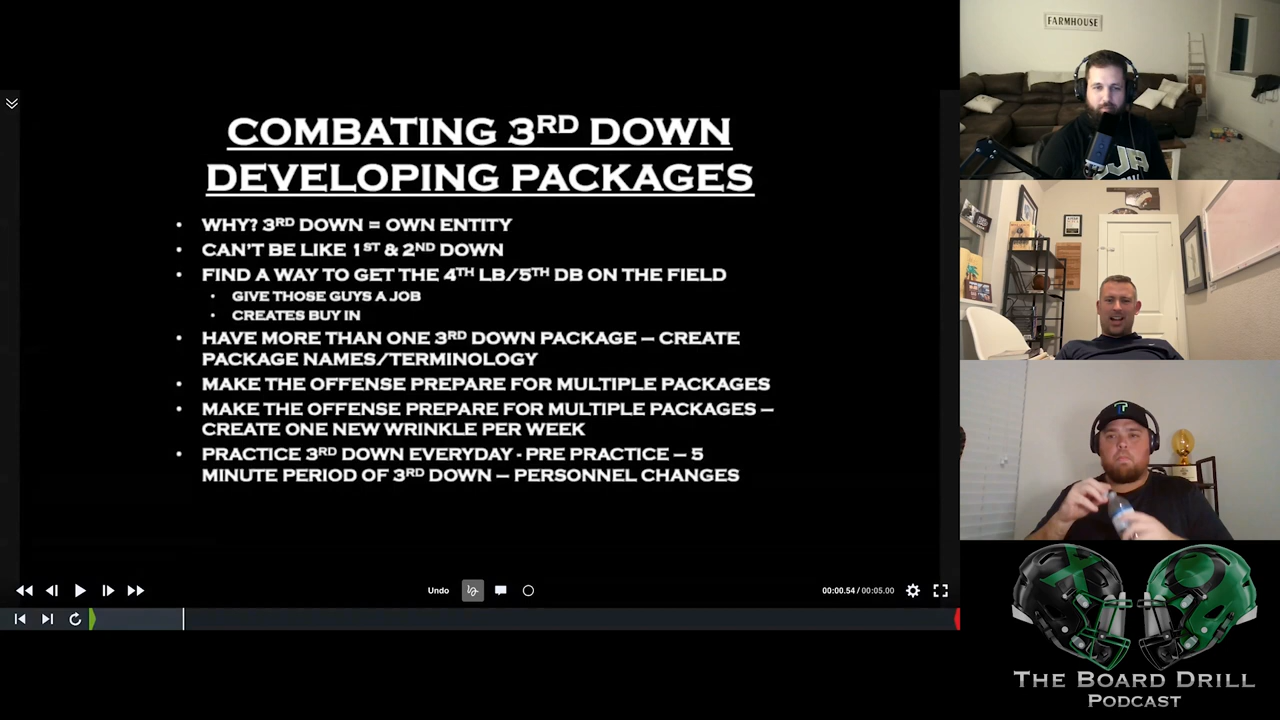 COMBATING 3RD DOWN
DEVELOPING PACKAGES
• WHY? 3RD DOWN = OWN ENTITY
• CAN'T BE LIKE 1ST & 2ND DOWN
• FIND A WAY TO GET THE 4TH LB/5TH DB ON THE FIELD
• GIVE THOSE GUYS A JOB
• CREATES BUY IN
• HAVE MORE THAN ONE 3RD DOWN PACKAGE – CREATE
PACKAGE NAMES/TERMINOLOGY
• MAKE THE OFFENSE PREPARE FOR MULTIPLE PACKAGES
• MAKE THE OFFENSE PREPARE FOR MULTIPLE PACKAGES –
CREATE ONE NEW WRINKLE PER WEEK
• PRACTICE 3RD DOWN EVERYDAY - PRE PRACTICE – 5
MINUTE PERIOD OF 3RD DOWN – PERSONNEL CHANGES
Undo
00:00.54 / 00:05.00
FARMHOUSE
T
THE BOARD DRILL
PODCAST